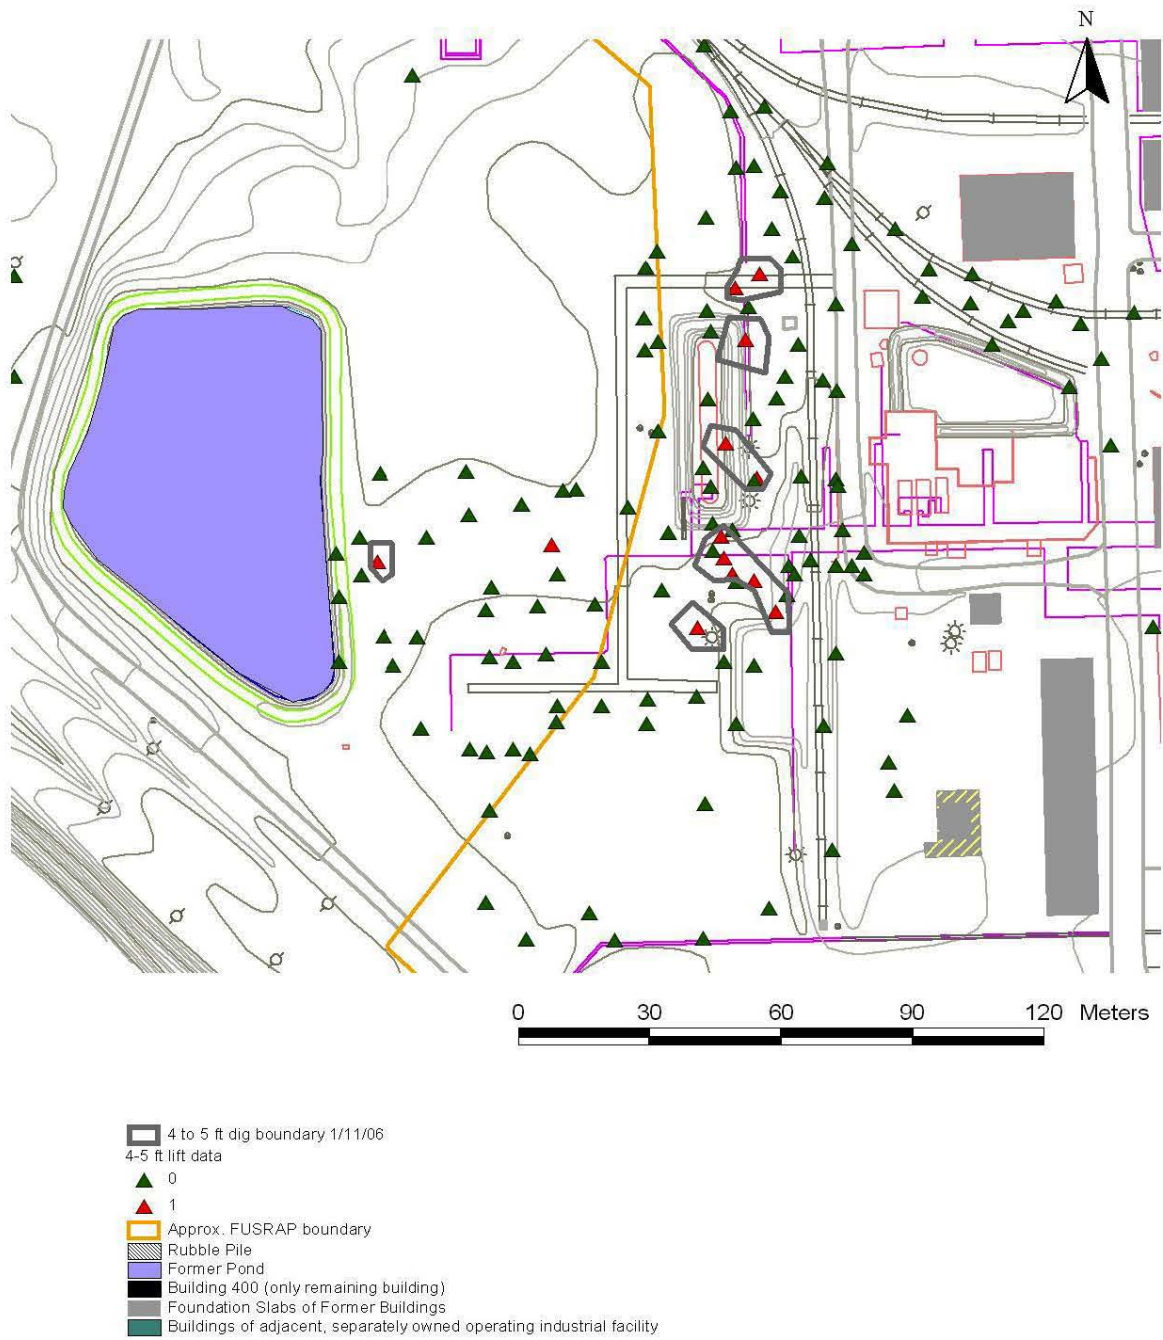 N
0 30 60 90 120 Meters
4 to 5 ft dig boundary 1/11/06
4-5 ft lift data
0
1
Approx. FUSRAP boundary
Rubble Pile
Former Pond
Building 400 (only remaining building)
Foundation Slabs of Former Buildings
Buildings of adjacent, separately owned operating industrial facility